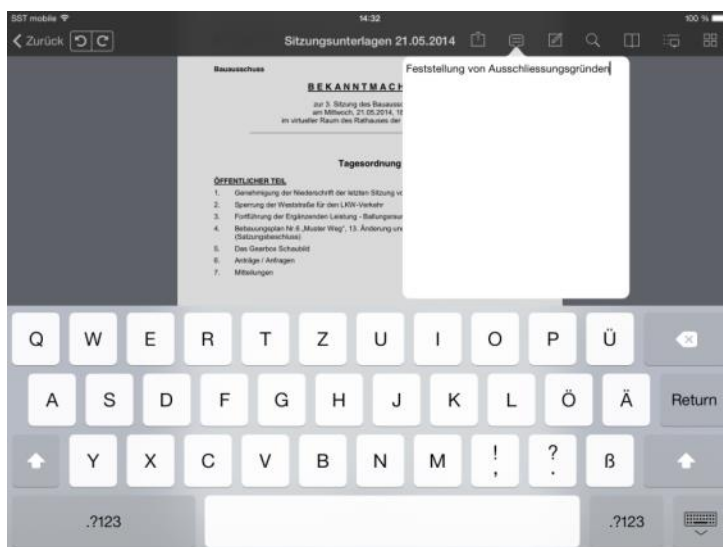 SST mobile 14:32 100 %
Zurück Sitzungsunterlagen 21.05.2014
Bauausschuss
Feststellung von Ausschliessungsgründen
BEKANNTMACH
zur 3. Sitzung des Bauaussc
am Mittwoch, 21.05.2014, 18
im virtueller Raum des Rathauses der
Tagesordnung
ÖFFENTLICHER TEIL
1. Genehmigung der Niederschrift der letzten Sitzung vo
2. Sperrung der Weststraße für den LKW-Verkehr
3. Fortführung der Ergänzenden Leistung - Ballungsraum
4. Bebauungsplan Nr.6 „Muster Weg", 13. Änderung und
(Satzungsbeschluss)
5. Das Gearbox Schaubild
6. Anträge / Anfragen
7. Mitteilungen
Q W E R T Z U I O P Ü
A S D F G H J K L Ö Ä Return
Y X C V B N M ! , ? . ß
.?123 .?123